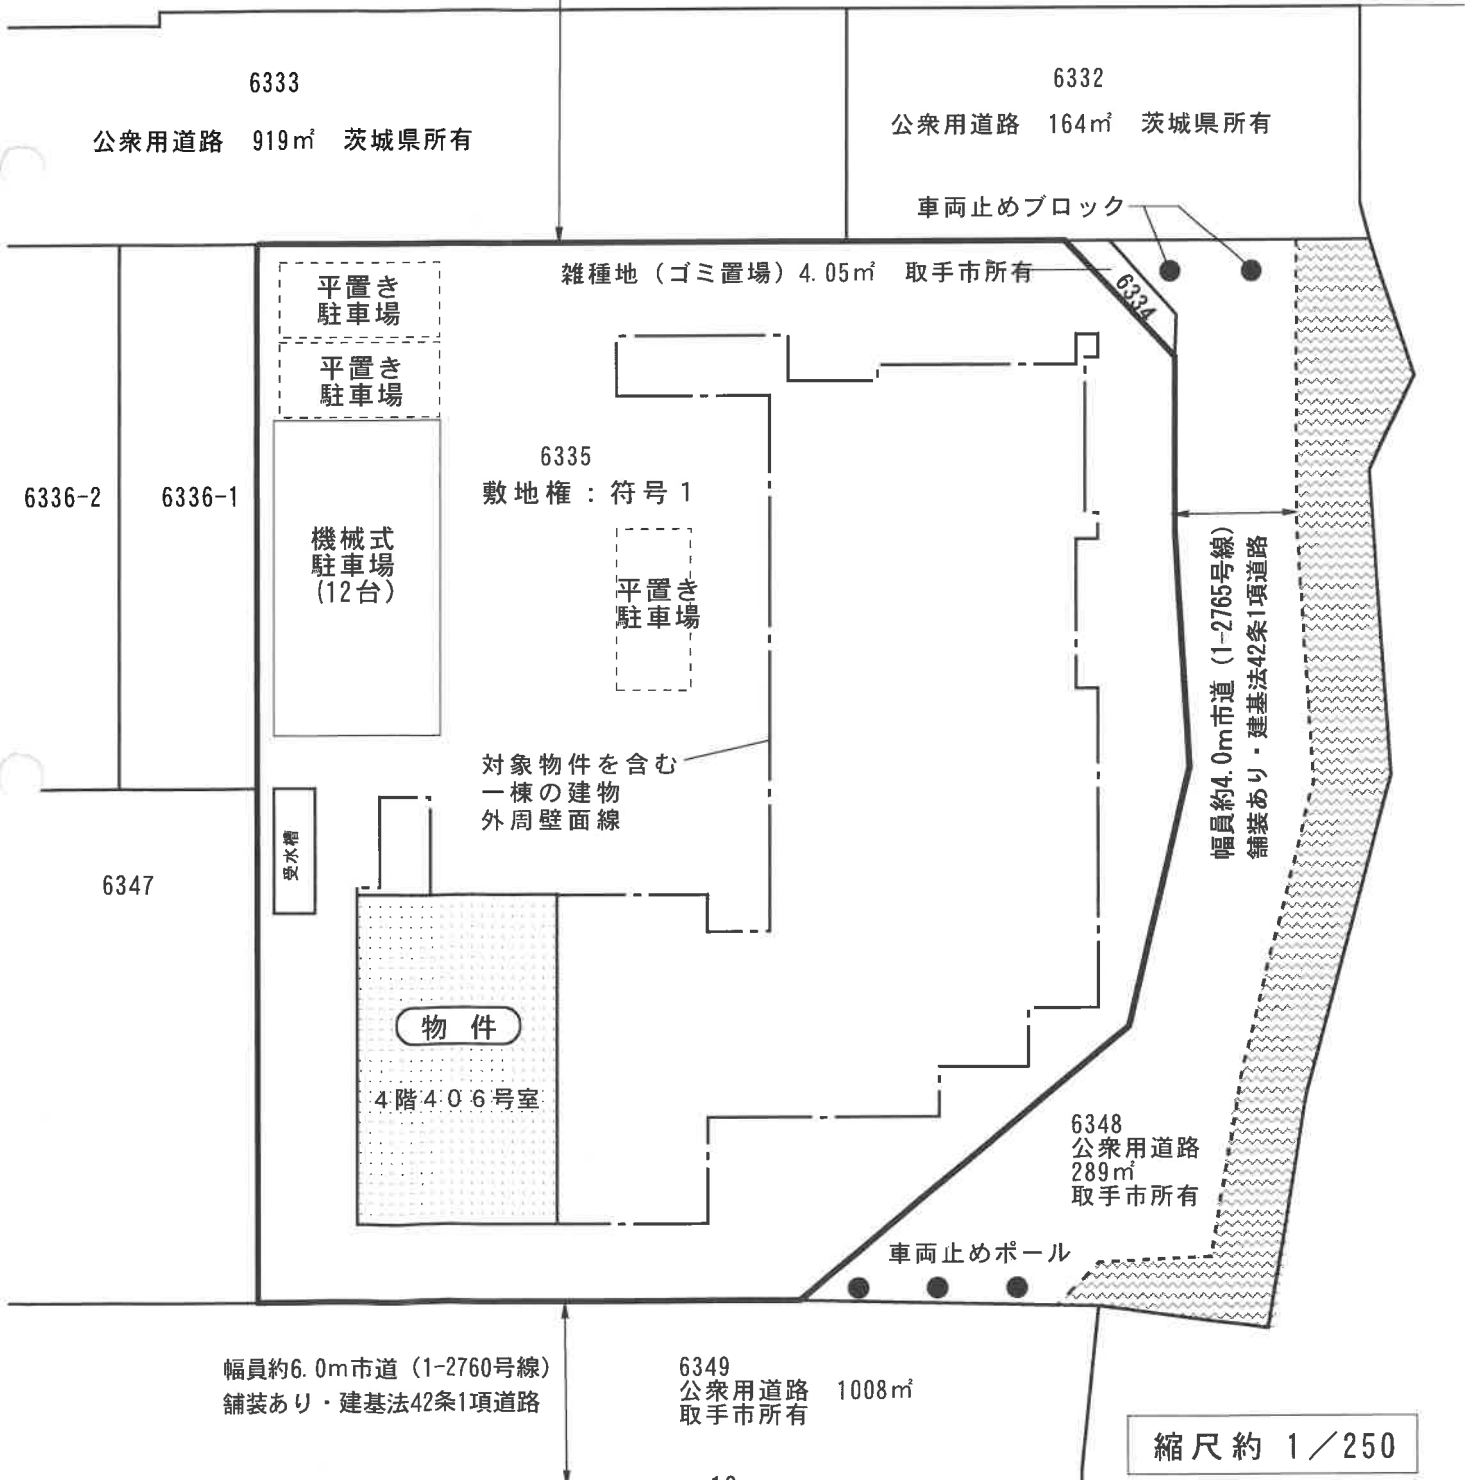 6333
公衆用道路　919㎡　茨城県所有
6332
公衆用道路　164㎡　茨城県所有
車両止めブロック
雑種地（ゴミ置場）4.05㎡　取手市所有
6334
平置き
駐車場
平置き
駐車場
6335
敷地権：符号1
6336-2
6336-1
機械式
駐車場
(12台)
平置き
駐車場
幅員約4.0m市道（1-2765号線）
舗装あり・建基法42条1項道路
対象物件を含む
一棟の建物
外周壁面線
受水槽
6347
物件
4階406号室
6348
公衆用道路
289㎡
取手市所有
車両止めポール
幅員約6.0m市道（1-2760号線）
舗装あり・建基法42条1項道路
6349
公衆用道路　1008㎡
取手市所有
縮尺約 1／250